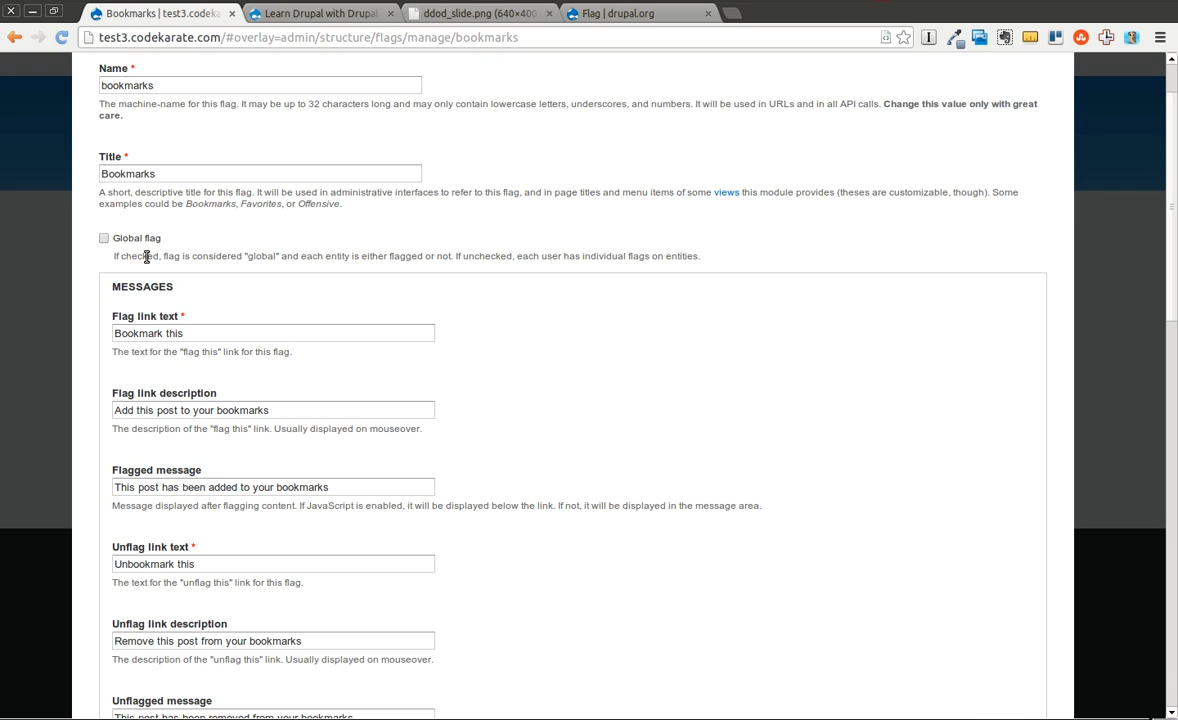 Bookmarks | test3.codeka
Learn Drupal with Drupal
ddod_slide.png (640×400
Flag | drupal.org
test3.codekarate.com/#overlay=admin/structure/flags/manage/bookmarks
Name *
bookmarks
The machine-name for this flag. It may be up to 32 characters long and may only contain lowercase letters, underscores, and numbers. It will be used in URLs and in all API calls. Change this value only with great
care.
Title *
Bookmarks
A short, descriptive title for this flag. It will be used in administrative interfaces to refer to this flag, and in page titles and menu items of some views this module provides (theses are customizable, though). Some
examples could be Bookmarks, Favorites, or Offensive.
Global flag
If checked, flag is considered "global" and each entity is either flagged or not. If unchecked, each user has individual flags on entities.
MESSAGES
Flag link text *
Bookmark this
The text for the "flag this" link for this flag.
Flag link description
Add this post to your bookmarks
The description of the "flag this" link. Usually displayed on mouseover.
Flagged message
This post has been added to your bookmarks
Message displayed after flagging content. If JavaScript is enabled, it will be displayed below the link. If not, it will be displayed in the message area.
Unflag link text *
Unbookmark this
The text for the "unflag this" link for this flag.
Unflag link description
Remove this post from your bookmarks
The description of the "unflag this" link. Usually displayed on mouseover.
Unflagged message
This post has been removed from your bookmarks